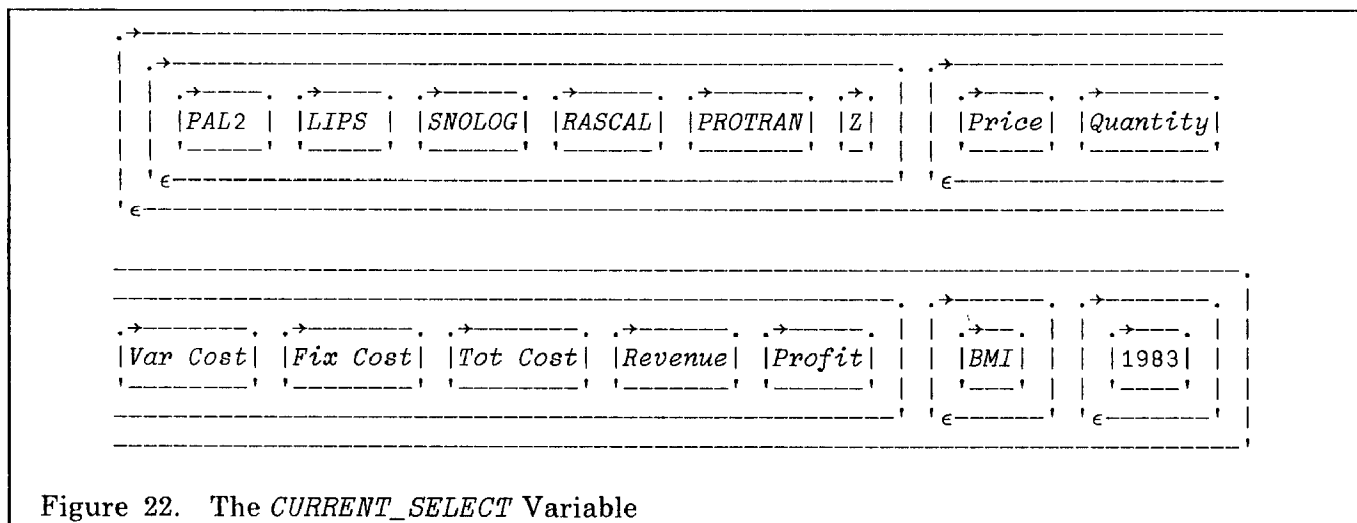 PAL2 LIPS SNOLOG RASCAL PROTRAN Z Price Quantity
Var Cost Fix Cost Tot Cost Revenue Profit BMI 1983
Figure 22. The CURRENT_SELECT Variable